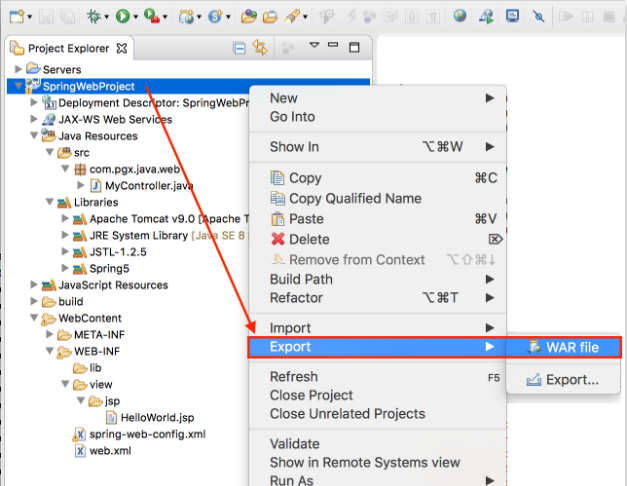 Project Explorer
Servers
SpringWebProject
Deployment Descriptor: SpringWebPr
JAX-WS Web Services
Java Resources
src
com.pgx.java.web
MyController.java
Libraries
Apache Tomcat v9.0 [Apache T
JRE System Library [Java SE 8
JSTL-1.2.5
Spring5
JavaScript Resources
build
WebContent
META-INF
WEB-INF
lib
view
jsp
HelloWorld.jsp
spring-web-config.xml
web.xml
New
Go Into
Show In ⌥⌘W
Copy ⌘C
Copy Qualified Name
Paste ⌘V
Delete ⌦
Remove from Context ⌥⇧⌘↓
Build Path
Refactor ⌥⌘T
Import
Export
Refresh F5
Close Project
Close Unrelated Projects
Validate
Show in Remote Systems view
Run As
WAR file
Export...